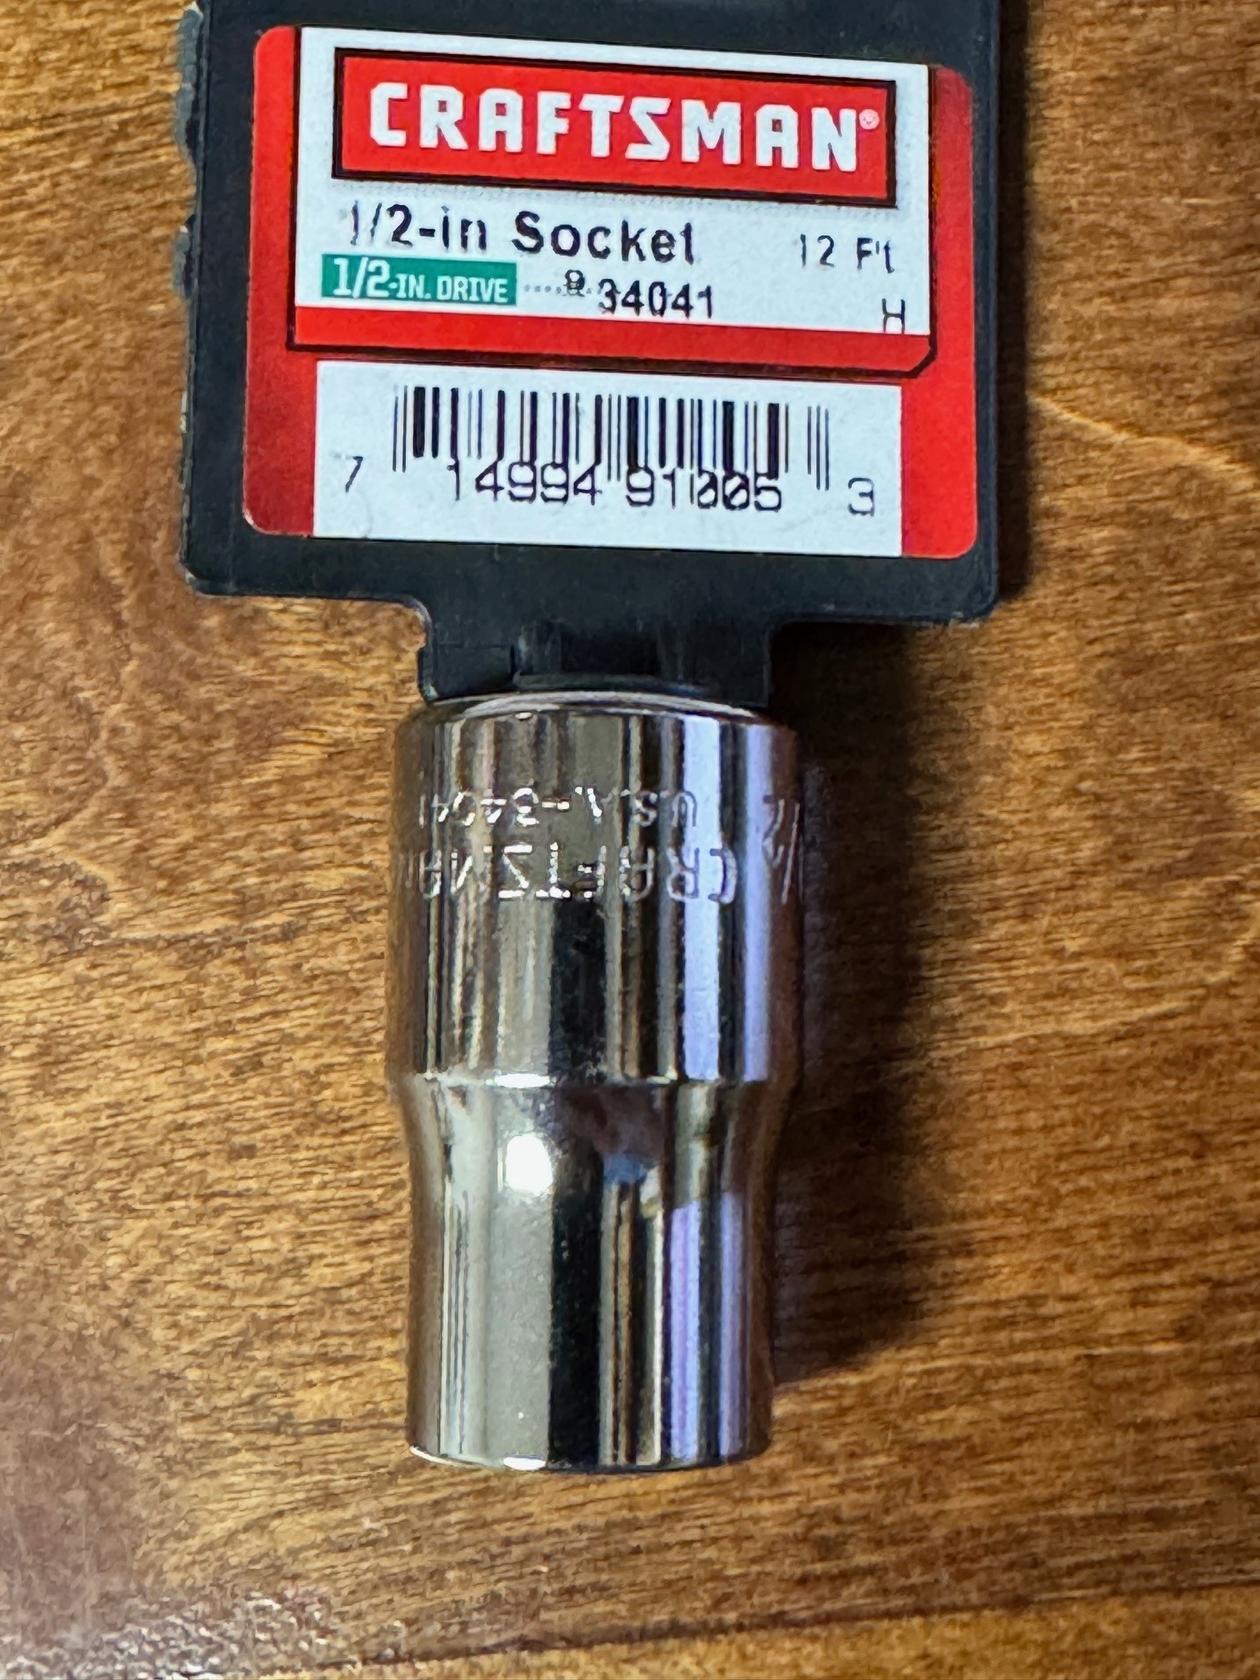 CRAFTSMAN®
1/2-in Socket 12 Pt
1/2-IN. DRIVE 9 34041 H
7 14994 91005 3
U.S.A.-34041
CRAFTSMAN